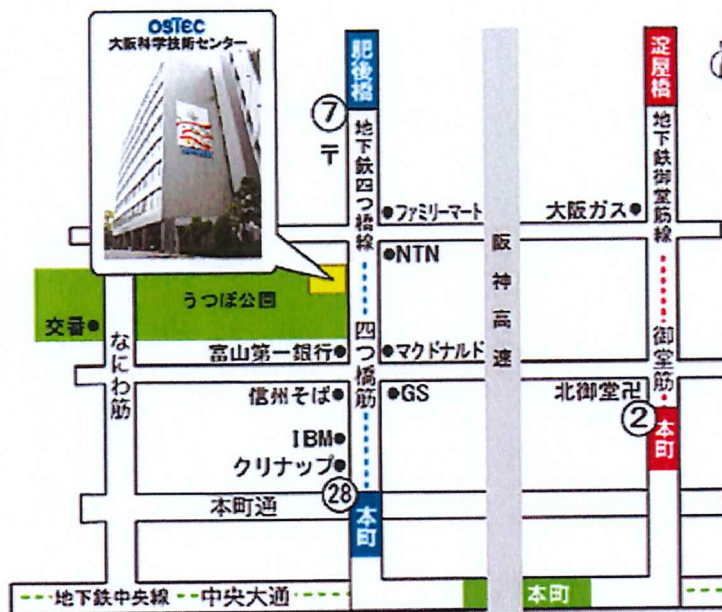 OSTEC
大阪科学技術センター
肥後橋
淀屋橋
⑦
〒
地下鉄四つ橋線
地下鉄御堂筋線
ファミリーマート
大阪ガス
NTN
阪神高速
うつぼ公園
交番
なにわ筋
富山第一銀行
四つ橋筋
マクドナルド
御堂筋
信州そば
GS
北御堂卍
②
本町
IBM
クリナップ
㉘
本町通
本町
地下鉄中央線
中央大通
本町